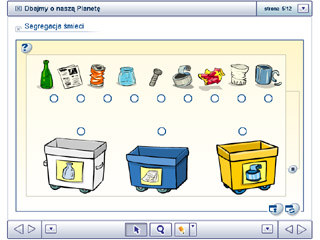 Dbajmy o naszą Planetę
strona 5/12
Segregacja śmieci
?